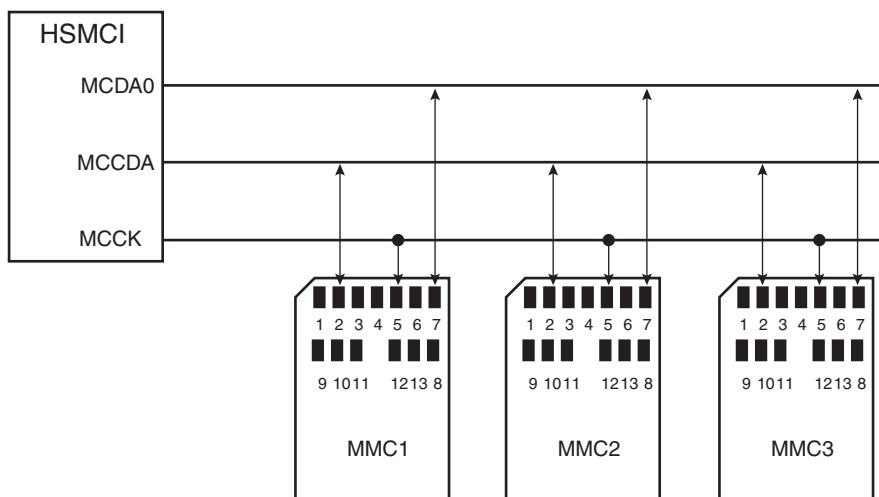 HSMCI
MCDA0
MCCDA
MCCK
1 2 3 4 5 6 7 1 2 3 4 5 6 7 1 2 3 4 5 6 7
9 10 11 12 13 8 9 10 11 12 13 8 9 10 11 12 13 8
MMC1 MMC2 MMC3